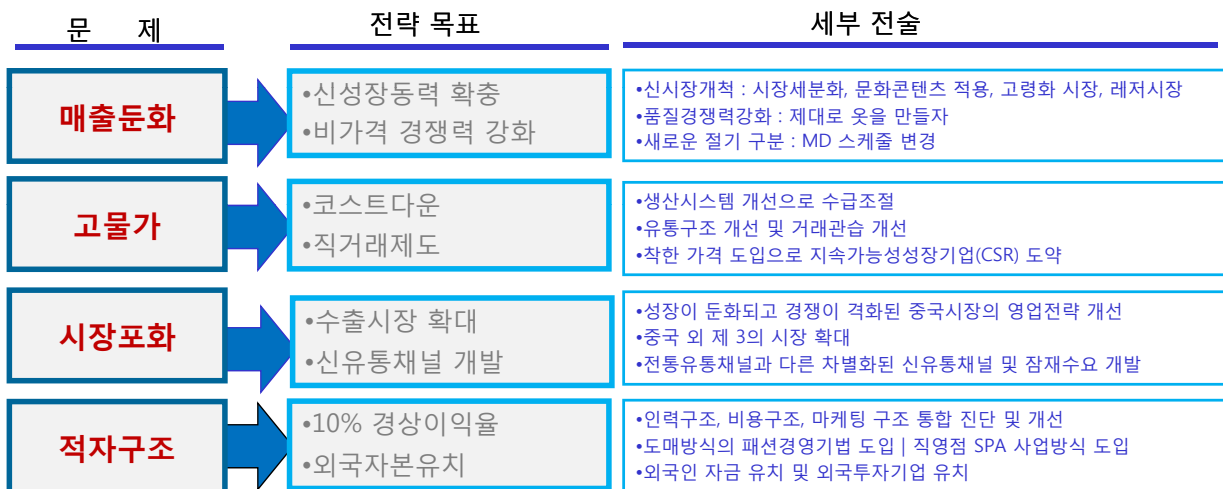 문 제
전략 목표
세부 전술
매출둔화
•신성장동력 확충
•비가격 경쟁력 강화
•신시장개척 : 시장세분화, 문화콘텐츠 적용, 고령화 시장, 레저시장
•품질경쟁력강화 : 제대로 옷을 만들자
•새로운 절기 구분 : MD 스케줄 변경
고물가
•코스트다운
•직거래제도
•생산시스템 개선으로 수급조절
•유통구조 개선 및 거래관습 개선
•착한 가격 도입으로 지속가능성성장기업(CSR) 도약
시장포화
•수출시장 확대
•신유통채널 개발
•성장이 둔화되고 경쟁이 격화된 중국시장의 영업전략 개선
•중국 외 제 3의 시장 확대
•전통유통채널과 다른 차별화된 신유통채널 및 잠재수요 개발
적자구조
•10% 경상이익율
•외국자본유치
•인력구조, 비용구조, 마케팅 구조 통합 진단 및 개선
•도매방식의 패션경영기법 도입 | 직영점 SPA 사업방식 도입
•외국인 자금 유치 및 외국투자기업 유치